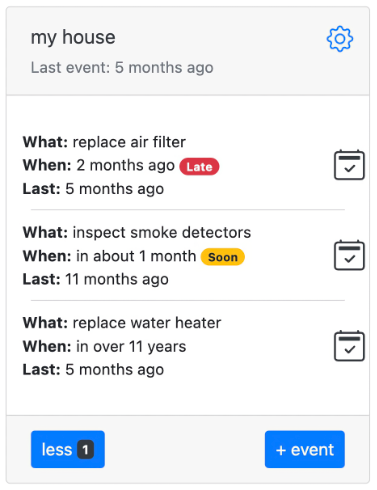 my house
Last event: 5 months ago
What: replace air filter
When: 2 months ago Late
Last: 5 months ago
What: inspect smoke detectors
When: in about 1 month Soon
Last: 11 months ago
What: replace water heater
When: in over 11 years
Last: 5 months ago
less 1
+ event